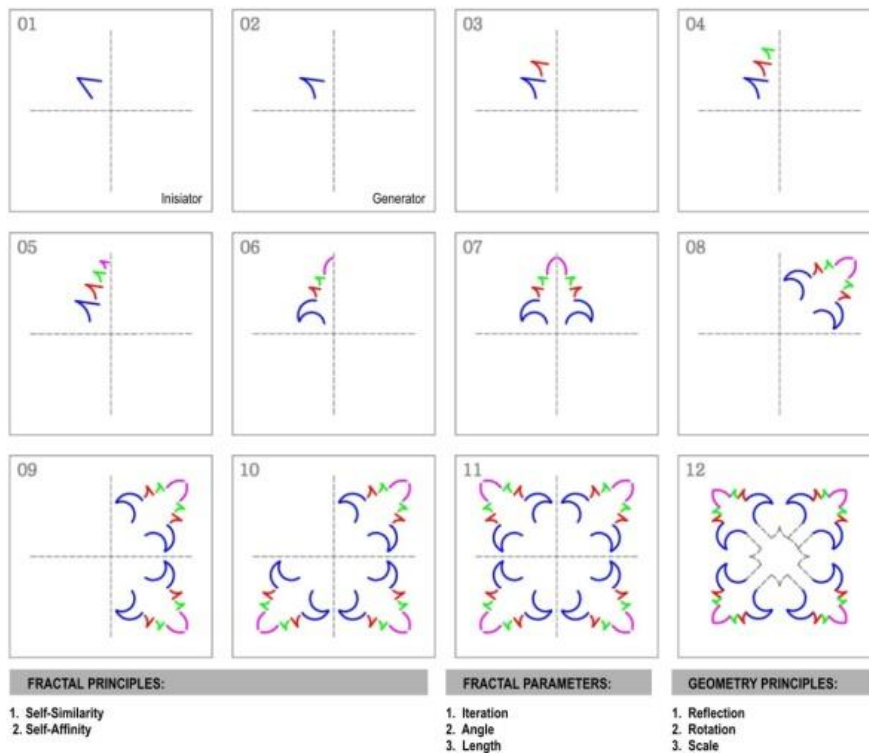 01
02
03
04
Inisiator
Generator
05
06
07
08
09
10
11
12
FRACTAL PRINCIPLES:
1. Self-Similarity
2. Self-Affinity
FRACTAL PARAMETERS:
1. Iteration
2. Angle
3. Length
GEOMETRY PRINCIPLES:
1. Reflection
2. Rotation
3. Scale